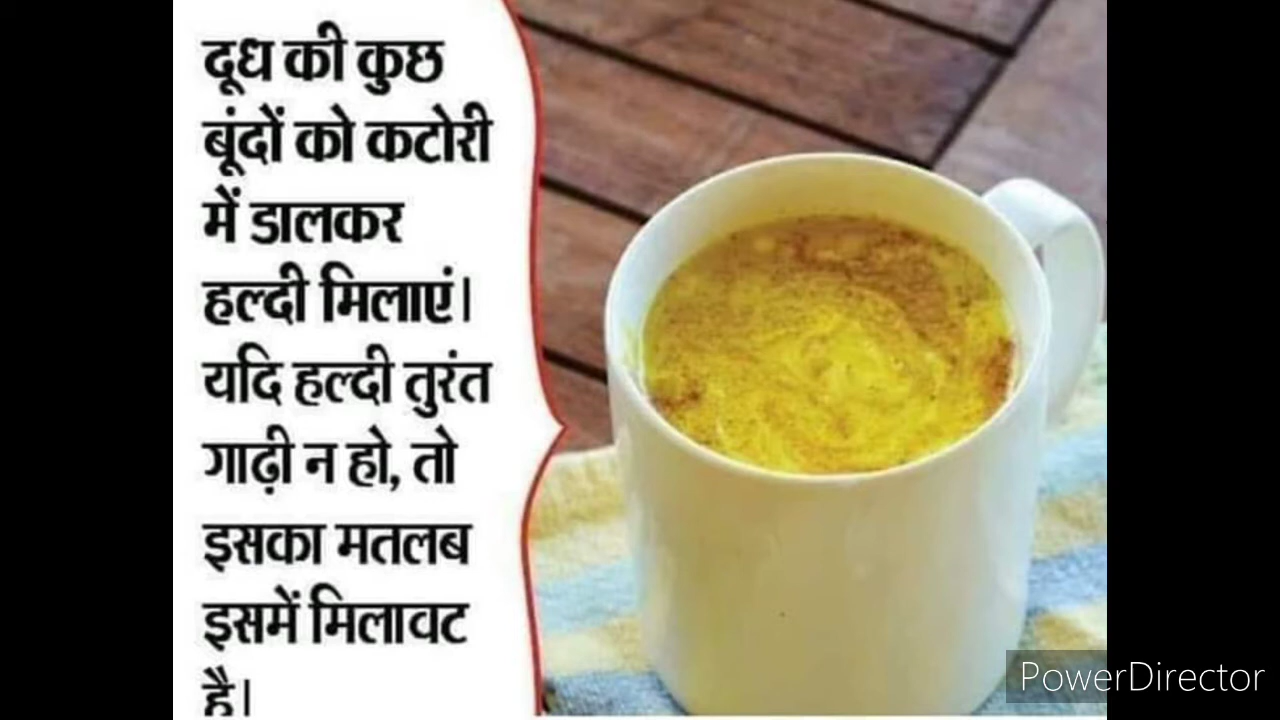 दूध की कुछ
बूंदों को कटोरी
में डालकर
हल्दी मिलाएं।
यदि हल्दी तुरंत
गाढ़ी न हो, तो
इसका मतलब
इसमें मिलावट
है।
PowerDirector